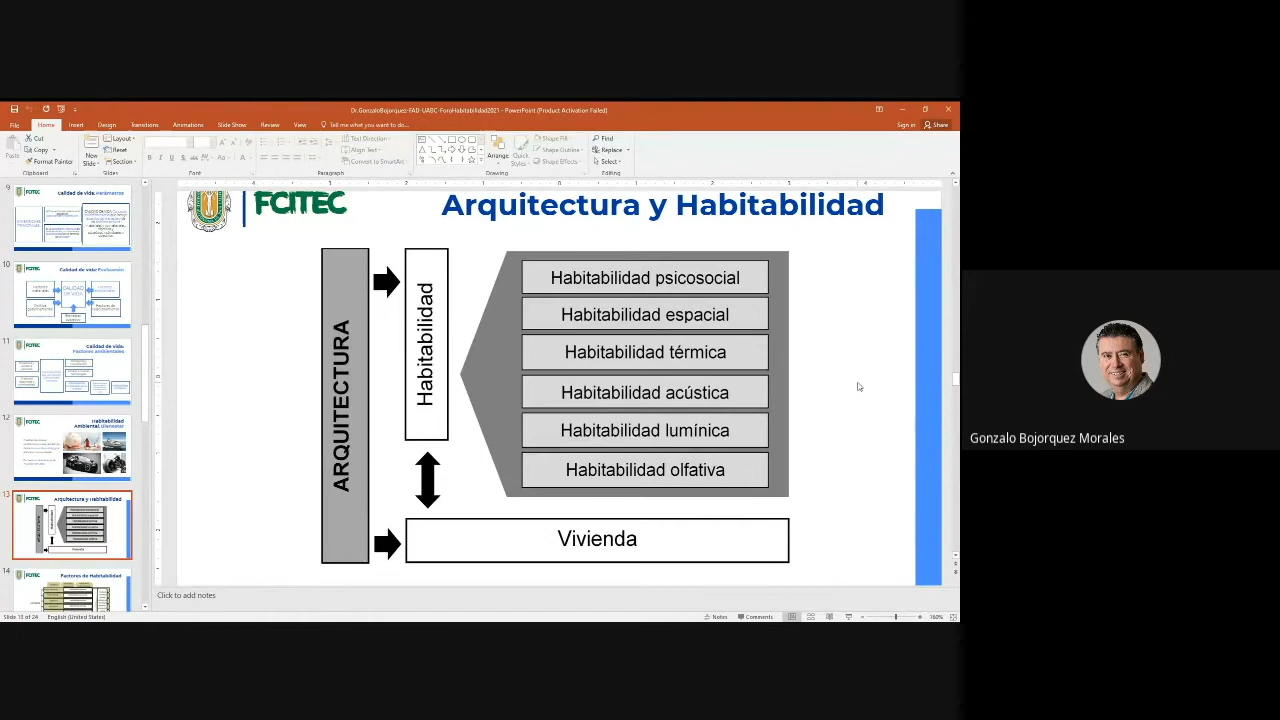 Dr.GonzaloBojorquez-FAD-UABC-ForoHabitabilidad2021 - PowerPoint (Product Activation Failed)
File Home Insert Design Transitions Animations Slide Show Review View Tell me what you want to do... Sign in Share
Paste
Cut
Copy
Format Painter
Clipboard
New Slide
Layout
Reset
Section
Slides
Font
Text Direction
Align Text
Convert to SmartArt
Paragraph
Arrange
Quick Styles
Shape Fill
Shape Outline
Shape Effects
Drawing
Find
Replace
Select
Editing
9
FCITEC
Calidad de vida: Parámetros
10
FCITEC
Calidad de vida: Evaluación
CALIDAD DE VIDA
11
FCITEC
Calidad de vida:
Factores ambientales
12
FCITEC
Habitabilidad
Ambiental: Bienestar
13
Arquitectura y Habitabilidad
14
FCITEC
Factores de Habitabilidad
FCITEC
Arquitectura y Habitabilidad
ARQUITECTURA
Habitabilidad
Habitabilidad psicosocial
Habitabilidad espacial
Habitabilidad térmica
Habitabilidad acústica
Habitabilidad lumínica
Habitabilidad olfativa
Vivienda
Click to add notes
Slide 13 of 24 English (United States) Notes Comments 160%
Gonzalo Bojorquez Morales